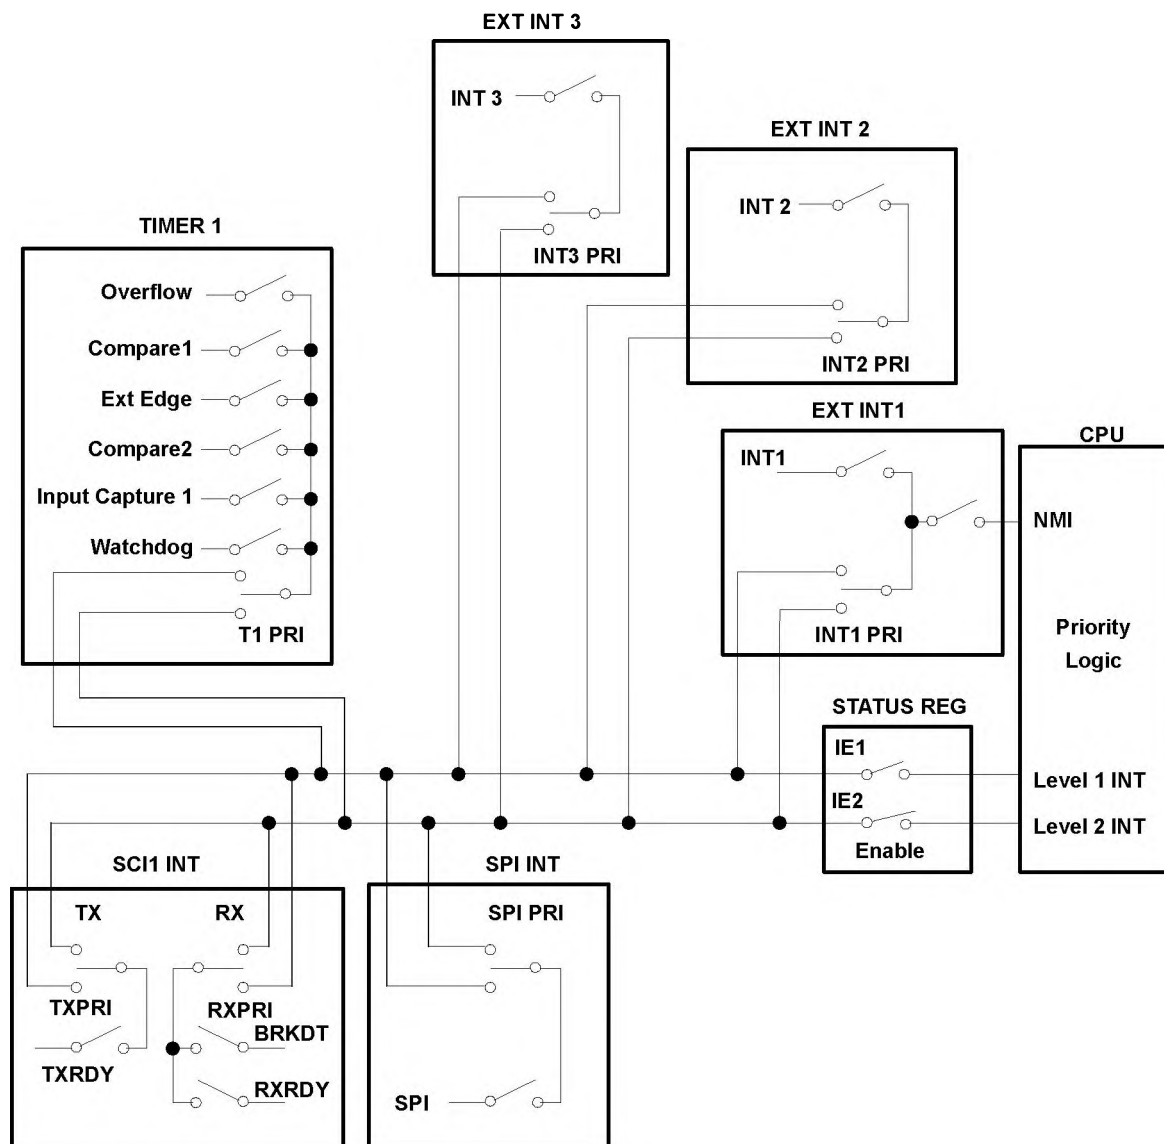 EXT INT 3
INT 3
INT3 PRI
EXT INT 2
INT 2
INT2 PRI
TIMER 1
Overflow
Compare1
Ext Edge
Compare2
Input Capture 1
Watchdog
T1 PRI
EXT INT1
INT1
INT1 PRI
CPU
NMI
Priority
Logic
Level 1 INT
Level 2 INT
STATUS REG
IE1
IE2
Enable
SCI1 INT
TX
RX
TXPRI
RXPRI
BRKDT
TXRDY
RXRDY
SPI INT
SPI PRI
SPI